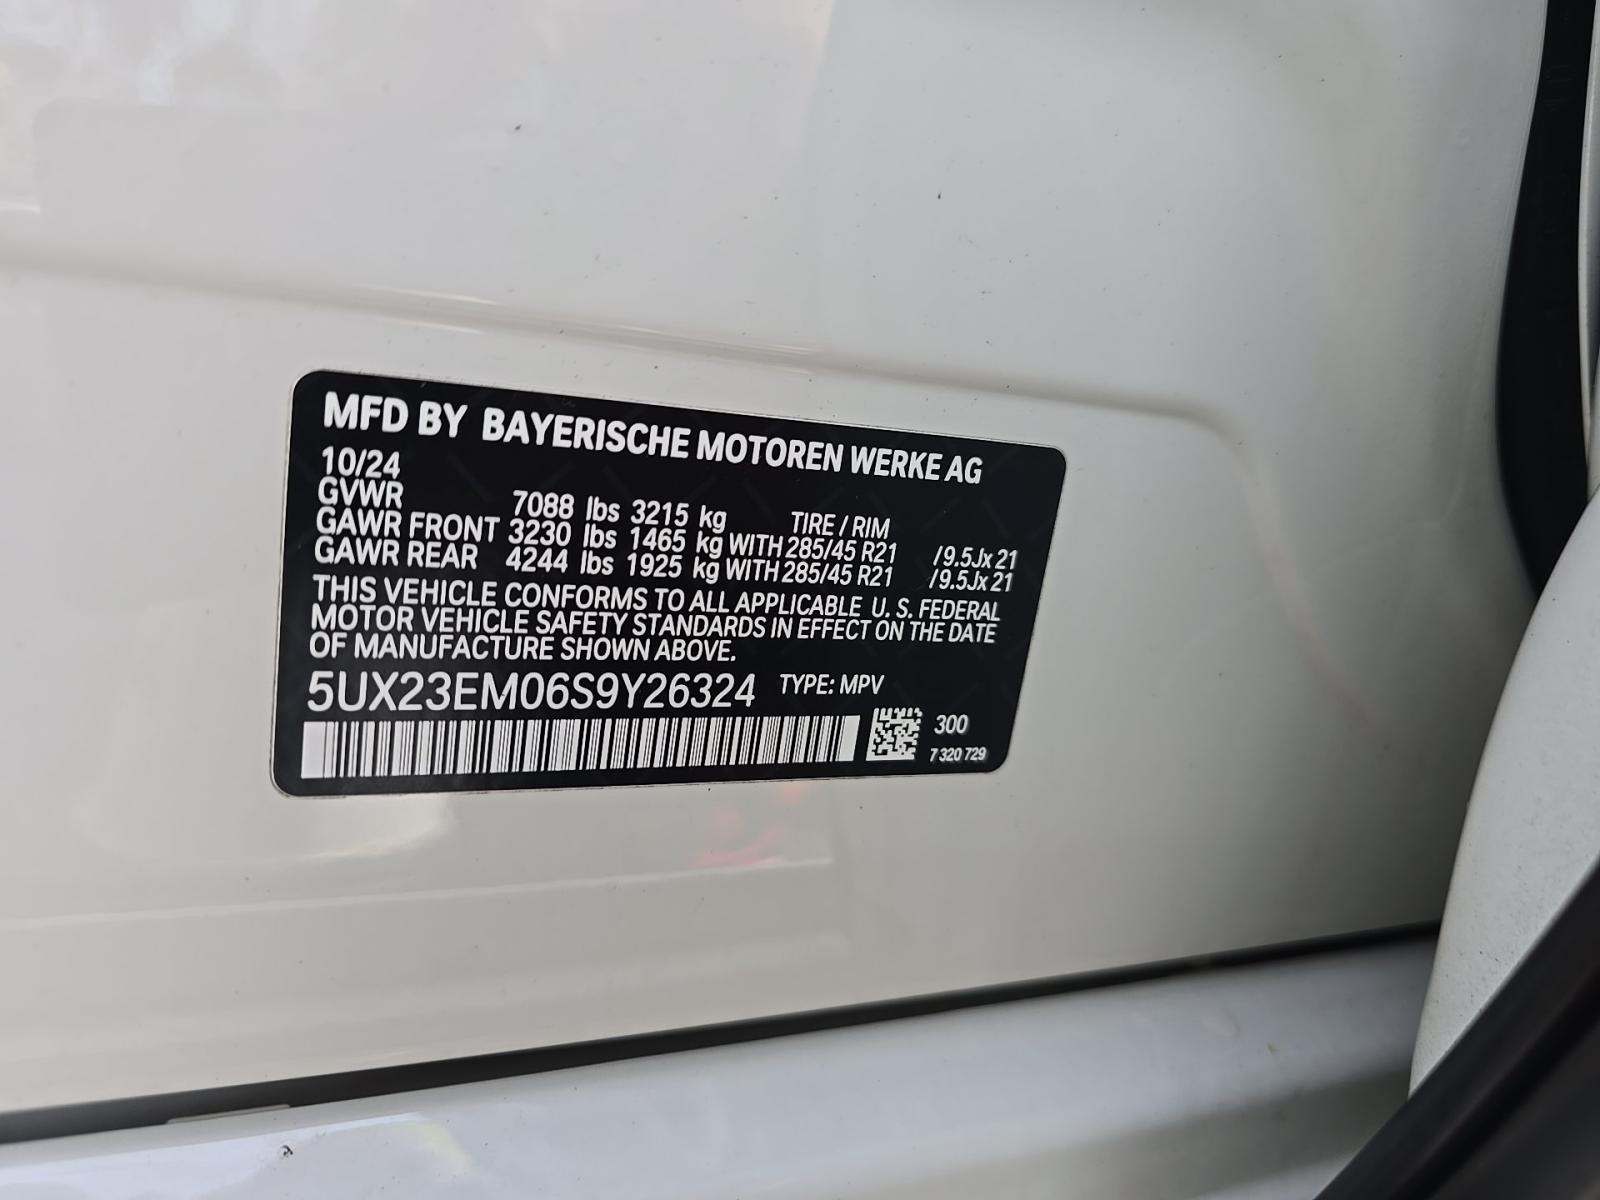 MFD BY BAYERISCHE MOTOREN WERKE AG
10/24
GVWR 7088 lbs 3215 kg TIRE / RIM
GAWR FRONT 3230 lbs 1465 kg WITH 285/45 R21 /9.5Jx21
GAWR REAR 4244 lbs 1925 kg WITH 285/45 R21 /9.5Jx21
THIS VEHICLE CONFORMS TO ALL APPLICABLE U. S. FEDERAL
MOTOR VEHICLE SAFETY STANDARDS IN EFFECT ON THE DATE
OF MANUFACTURE SHOWN ABOVE.
5UX23EM06S9Y26324 TYPE: MPV
300
7 320 729